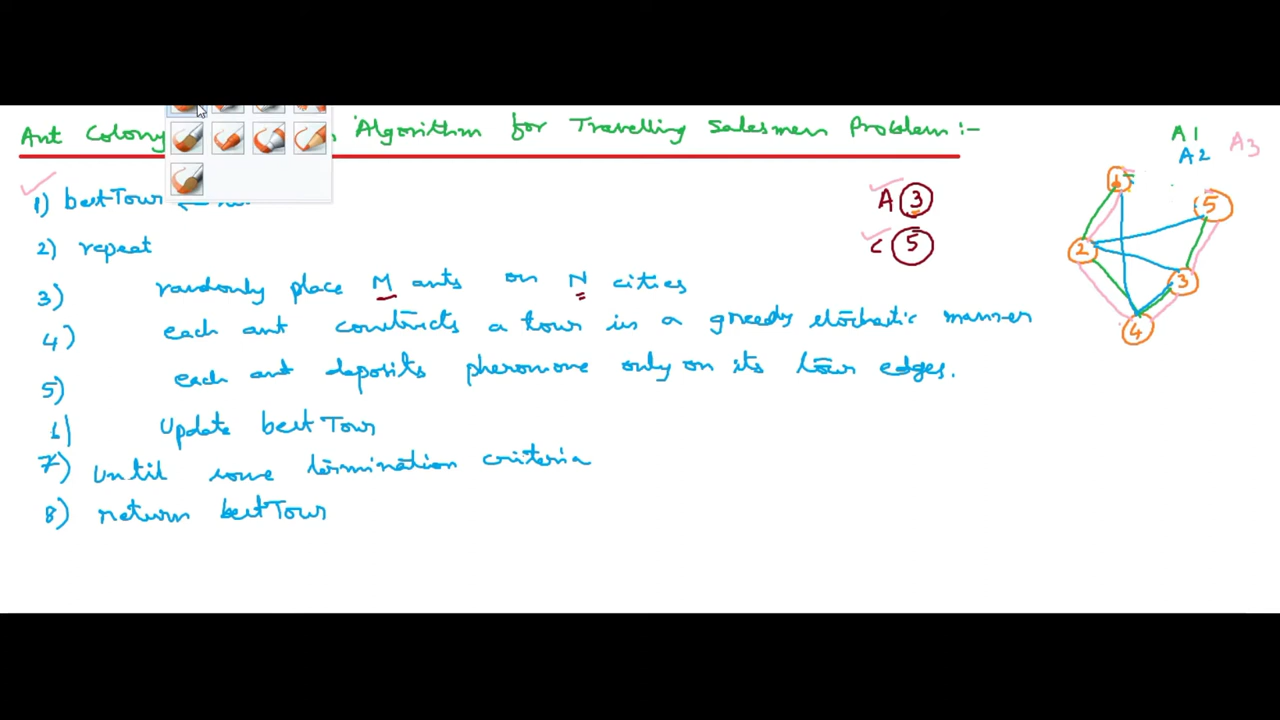 Ant Colony Algorithm for Travelling Salesmen Problem:-
A1
A2 A3
1) bestTour ←
A 3
2) repeat
C 5
3) randomly place M ants on N cities
4) each ant constructs a tour in a greedy stochastic manner
5) each ant deposits pheromone only on its tour edges.
6) Update bestTour
7) until some termination criteria
8) return bestTour
1
5
2
3
4